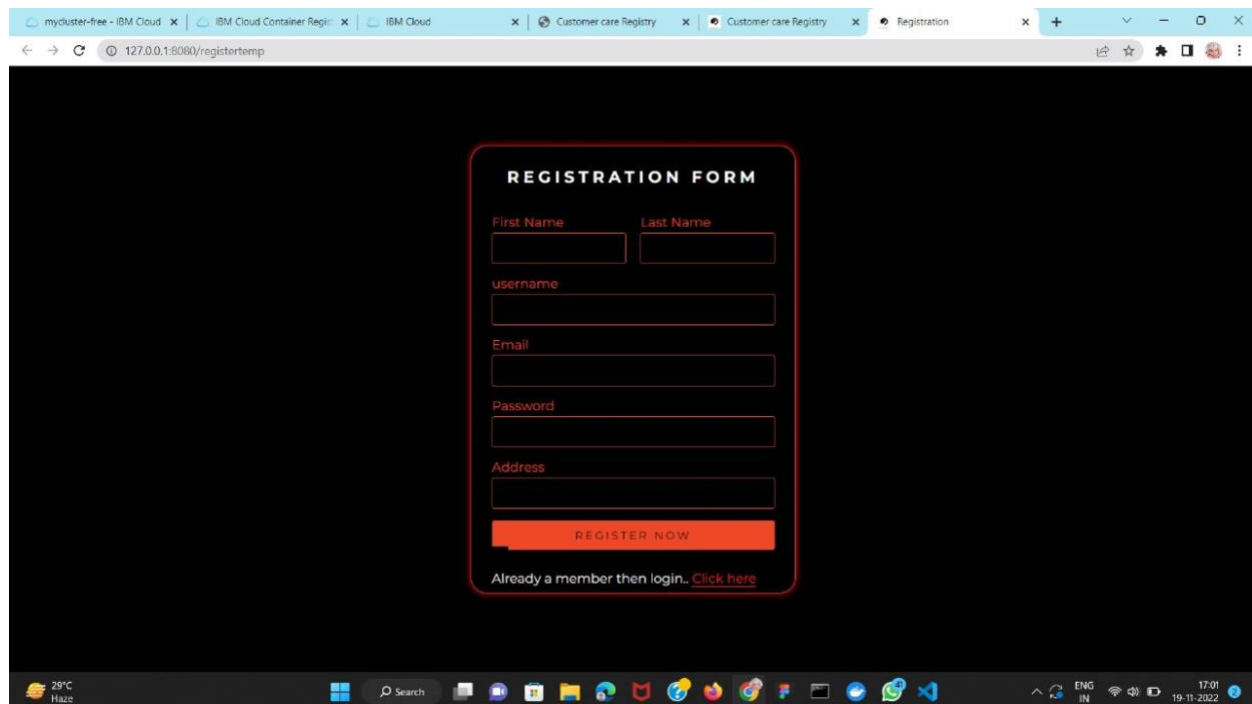 mycluster-free - IBM Cloud
IBM Cloud Container Regis
IBM Cloud
Customer care Registry
Customer care Registry
Registration
127.0.0.1:8080/registertemp
REGISTRATION FORM
First Name Last Name
username
Email
Password
Address
REGISTER NOW
Already a member then login.. Click here
29°C
Haze
Search
ENG
IN
17:01
19-11-2022
2